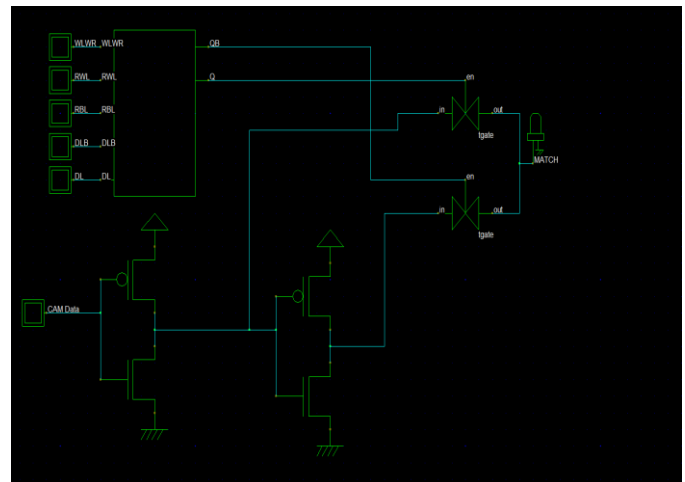 WLWR WLWR QB
RWL RWL Q en
RBL RBL in out
DLB DLB MATCH
DL DL en
in out
tgate
tgate
CAM Data